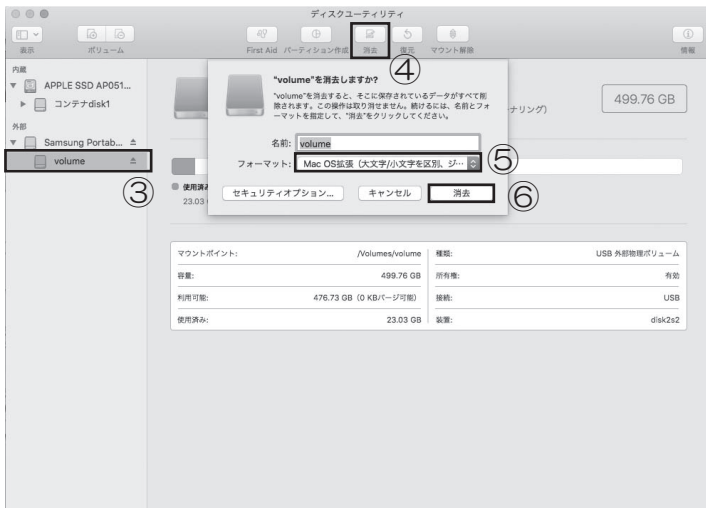 ディスクユーティリティ
表示 ボリューム First Aid パーティション作成 消去 復元 マウント解除 情報
④
内蔵
APPLE SSD AP051...
コンテナdisk1
外部
Samsung Portab...
volume
③
"volume"を消去しますか?
"volume"を消去すると、そこに保存されているデータがすべて削
除されます。この操作は取り消せません。続けるには、名前とフォ
ーマットを指定して、"消去"をクリックしてください。
名前: volume
フォーマット: Mac OS拡張(大文字/小文字を区別、ジ…
⑤
セキュリティオプション... キャンセル 消去
⑥
ーナリング)
499.76 GB
使用済み
23.03
マウントポイント: /Volumes/volume 種類: USB 外部物理ボリューム
容量: 499.76 GB 所有権: 有効
利用可能: 476.73 GB(0 KBパージ可能) 接続: USB
使用済み: 23.03 GB 装置: disk2s2